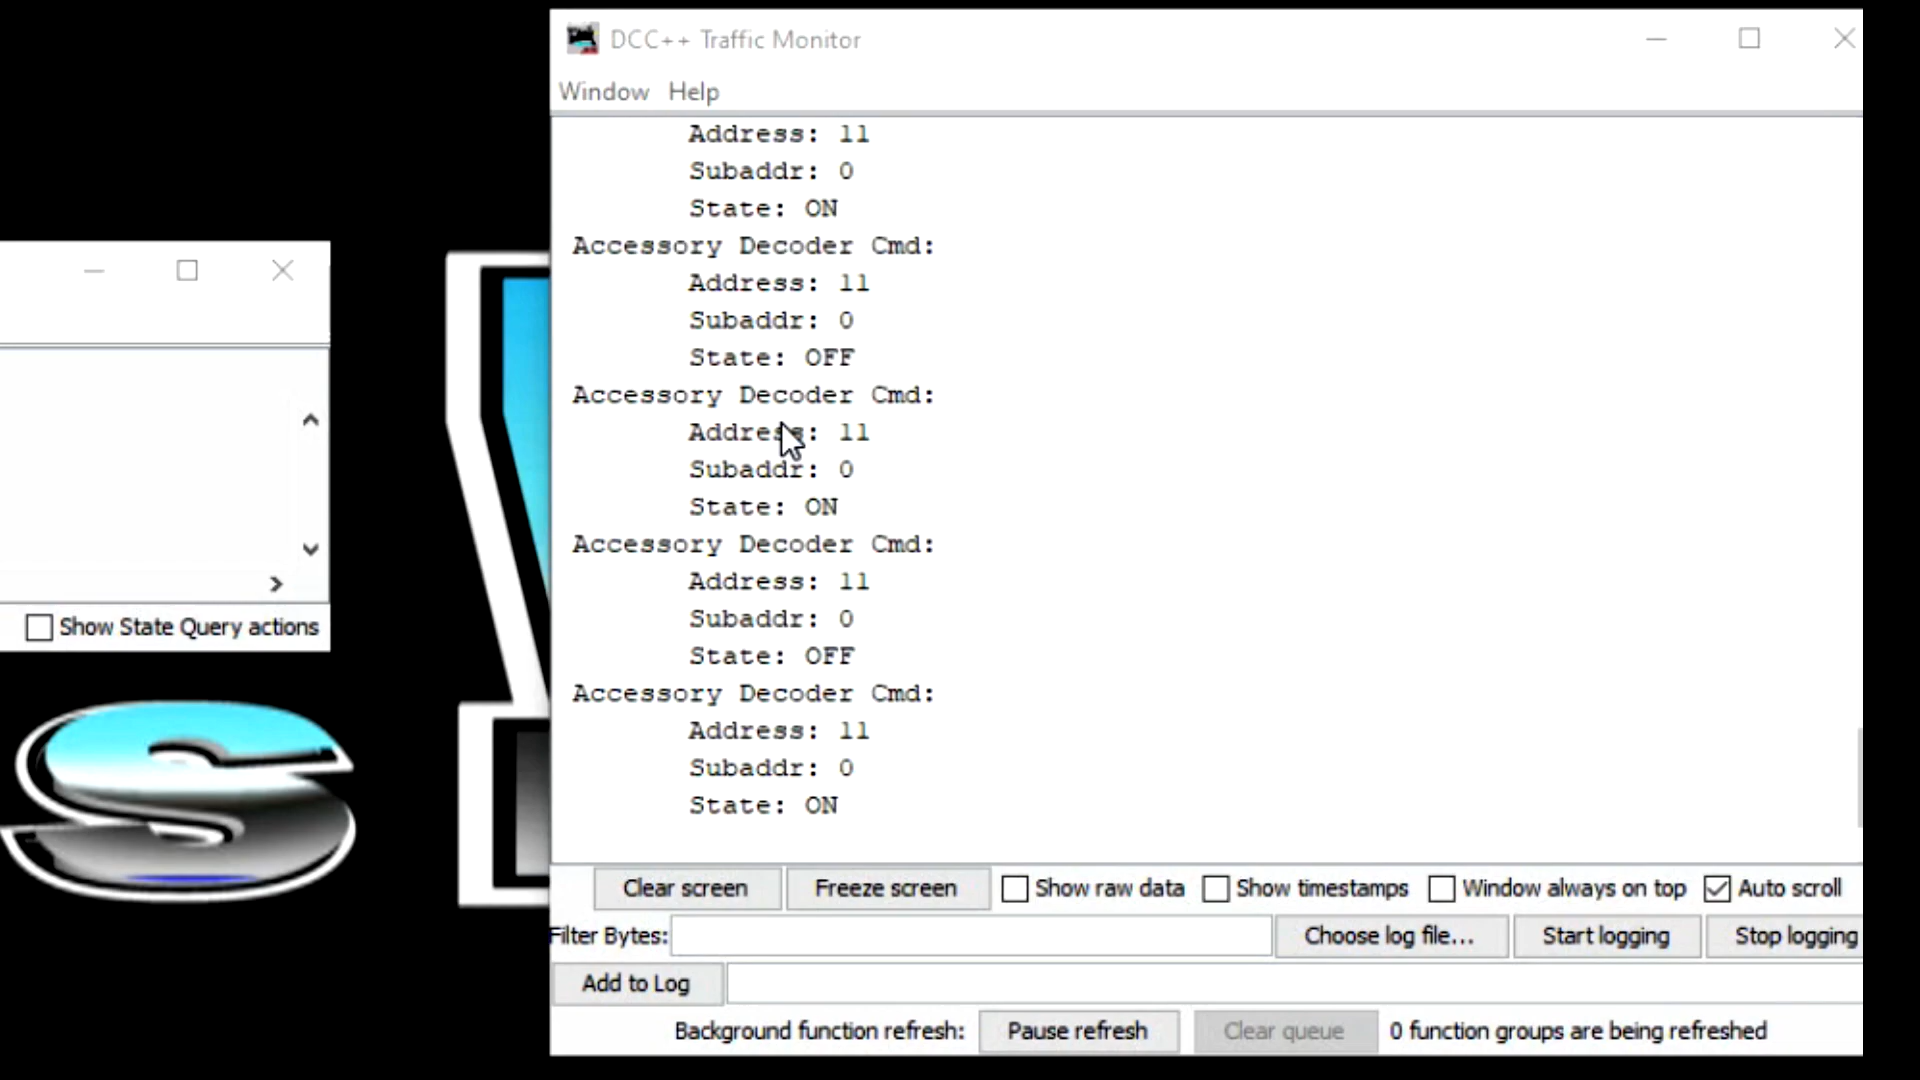 DCC++ Traffic Monitor
Window Help
Address: 11
Subaddr: 0
State: ON
Accessory Decoder Cmd:
Address: 11
Subaddr: 0
State: OFF
Accessory Decoder Cmd:
Address: 11
Subaddr: 0
State: ON
Accessory Decoder Cmd:
Address: 11
Subaddr: 0
State: OFF
Accessory Decoder Cmd:
Address: 11
Subaddr: 0
State: ON
Show State Query actions
S
Clear screen Freeze screen Show raw data Show timestamps Window always on top Auto scroll
Filter Bytes: Choose log file... Start logging Stop logging
Add to Log
Background function refresh: Pause refresh Clear queue 0 function groups are being refreshed